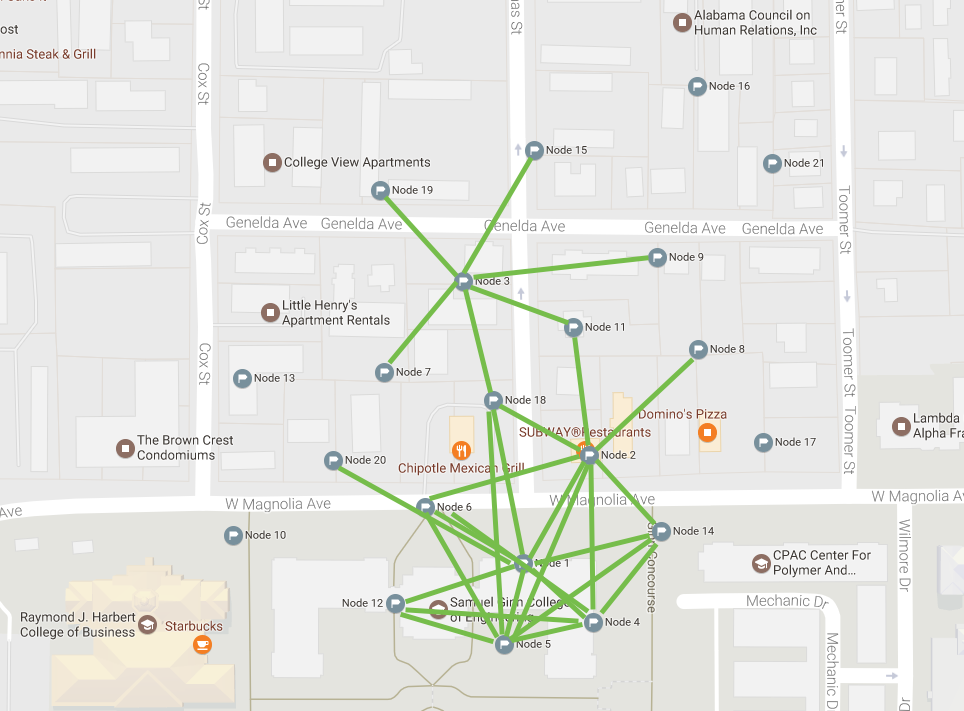 St
as St
ost
Alabama Council on
Human Relations, Inc
nnia Steak & Grill
Cox St
Node 16
Node 15
College View Apartments
Node 21
Node 19
Toomer St
Cox St
Genelda Ave
Genelda Ave
Genelda Ave
Genelda Ave
Genelda Ave
Node 9
Node 3
Little Henry's
Apartment Rentals
Node 11
Toomer St
Node 8
Cox St
Node 7
Node 13
Node 18
Domino's Pizza
Toomer St
Lambda
Alpha Fra
SUBWAY®Restaurants
The Brown Crest
Condomiums
Node 17
Node 20
Node 2
Chipotle Mexican Grill
W Magnolia Ave
W Magnolia Ave
W Magnolia Av
Ave
Node 6
Node 14
Node 10
Concourse
Wilmore Dr
Node 1
CPAC Center For
Polymer And...
Node 12
Samuel Ginn College
of Engineering
Mechanic Dr
Raymond J. Harbert
College of Business
Starbucks
Node 4
Node 5
Mechanic D
Dr